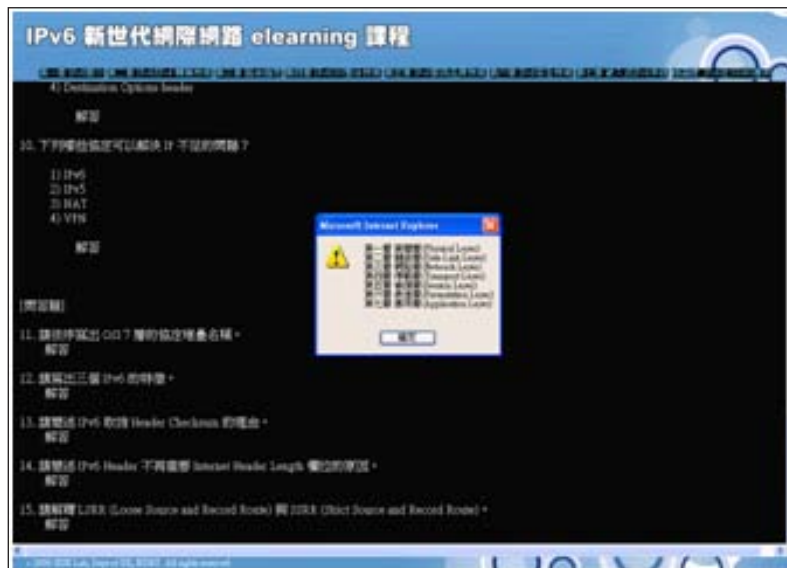 IPv6 新世代網際網路 elearning 課程
4) Destination Options header
解答
10. 下列哪些協定可以解決 IP 不足的問題？
1) IPv6
2) IPv5
3) NAT
4) VPN
解答
Microsoft Internet Explorer
第一層 實體層 (Physical Layer)
第二層 鏈結層 (Data Link Layer)
第三層 網路層 (Network Layer)
第四層 傳輸層 (Transport Layer)
第五層 會議層 (Session Layer)
第六層 表現層 (Presentation Layer)
第七層 應用層 (Application Layer)
確定
[問答題]
11. 請依序寫出 OSI 7 層的協定堆疊名稱。
解答
12. 請寫出三個 IPv6 的特徵。
解答
13. 請簡述 IPv6 取消 Header Checksum 的理由。
解答
14. 請簡述 IPv6 Header 不再需要 Internet Header Length 欄位的原因。
解答
15. 請解釋 LSRR (Loose Source and Record Route) 與 SSRR (Strict Source and Record Route)。
解答
All rights reserved